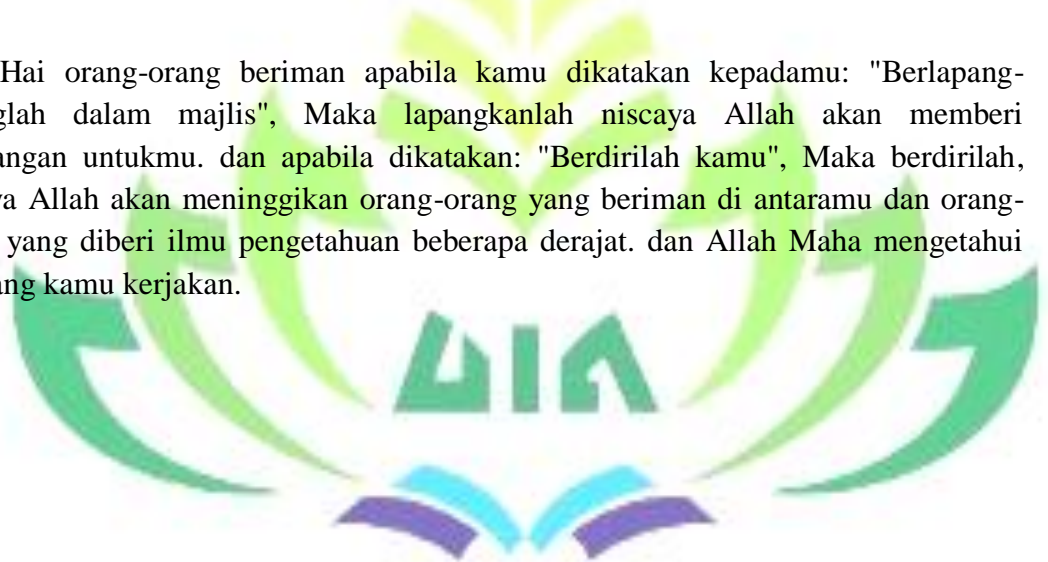 Hai orang-orang beriman apabila kamu dikatakan kepadamu: "Berlapang-
glah dalam majlis", Maka lapangkanlah niscaya Allah akan memberi
angan untukmu. dan apabila dikatakan: "Berdirilah kamu", Maka berdirilah,
a Allah akan meninggikan orang-orang yang beriman di antaramu dan orang-
yang diberi ilmu pengetahuan beberapa derajat. dan Allah Maha mengetahui
ang kamu kerjakan.
UIN